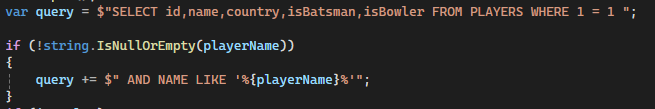 var query = $"SELECT id,name,country,isBatsman,isBowler FROM PLAYERS WHERE 1 = 1 ";
if (!string.IsNullOrEmpty(playerName))
{
query += $" AND NAME LIKE '%{playerName}%'";
}